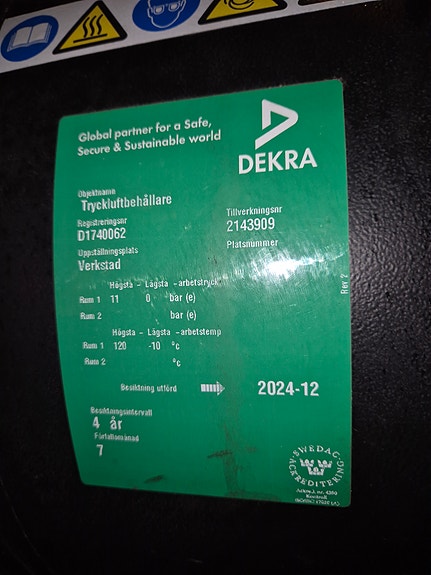 Global partner for a Safe,
Secure & Sustainable world
DEKRA
Objektnamn
Tryckluftbehållare
Registreringsnr
D1740062
Tillverkningsnr
2143909
Uppställningsplats
Verkstad
Platsnummer
Högsta - Lägsta -arbetstryck
Rum 1 11 0 bar (e)
Rum 2 bar (e)
Högsta - Lägsta -arbetstemp
Rum 1 120 -10 °c
Rum 2 °c
Besiktning utförd 2024-12
Besiktningsintervall
4 år
Förfallomånad
7
Rev 2
SWEDAC
ACKREDITERING